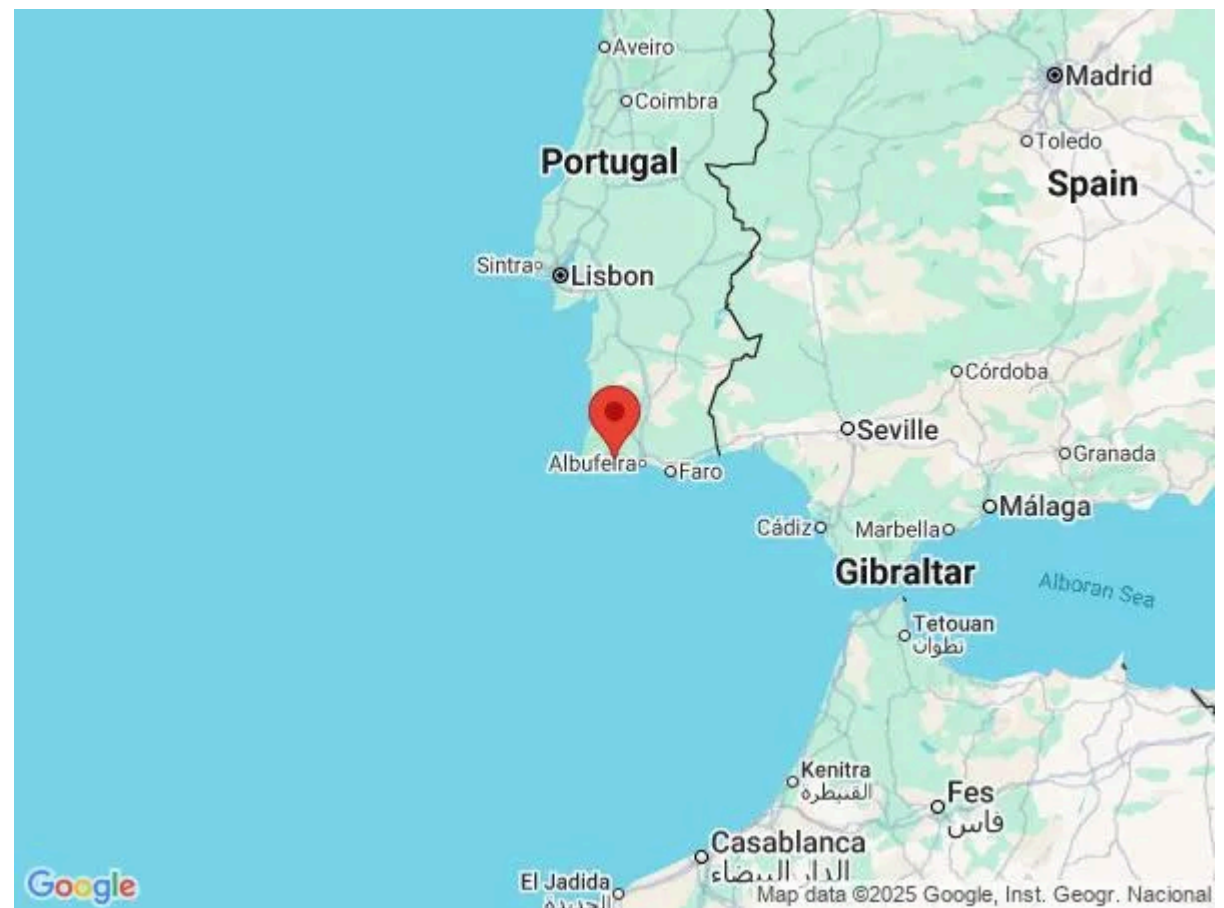 Aveiro
Madrid
Coimbra
Toledo
Portugal
Spain
Sintra
Lisbon
Córdoba
Seville
Granada
Albufeira
Faro
Málaga
Cádiz
Marbella
Gibraltar
Alboran Sea
Tetouan
تطوان
Kenitra
القنيطرة
Fes
فاس
Casablanca
الدار البيضاء
El Jadida
الجديدة
Google
Map data ©2025 Google, Inst. Geogr. Nacional